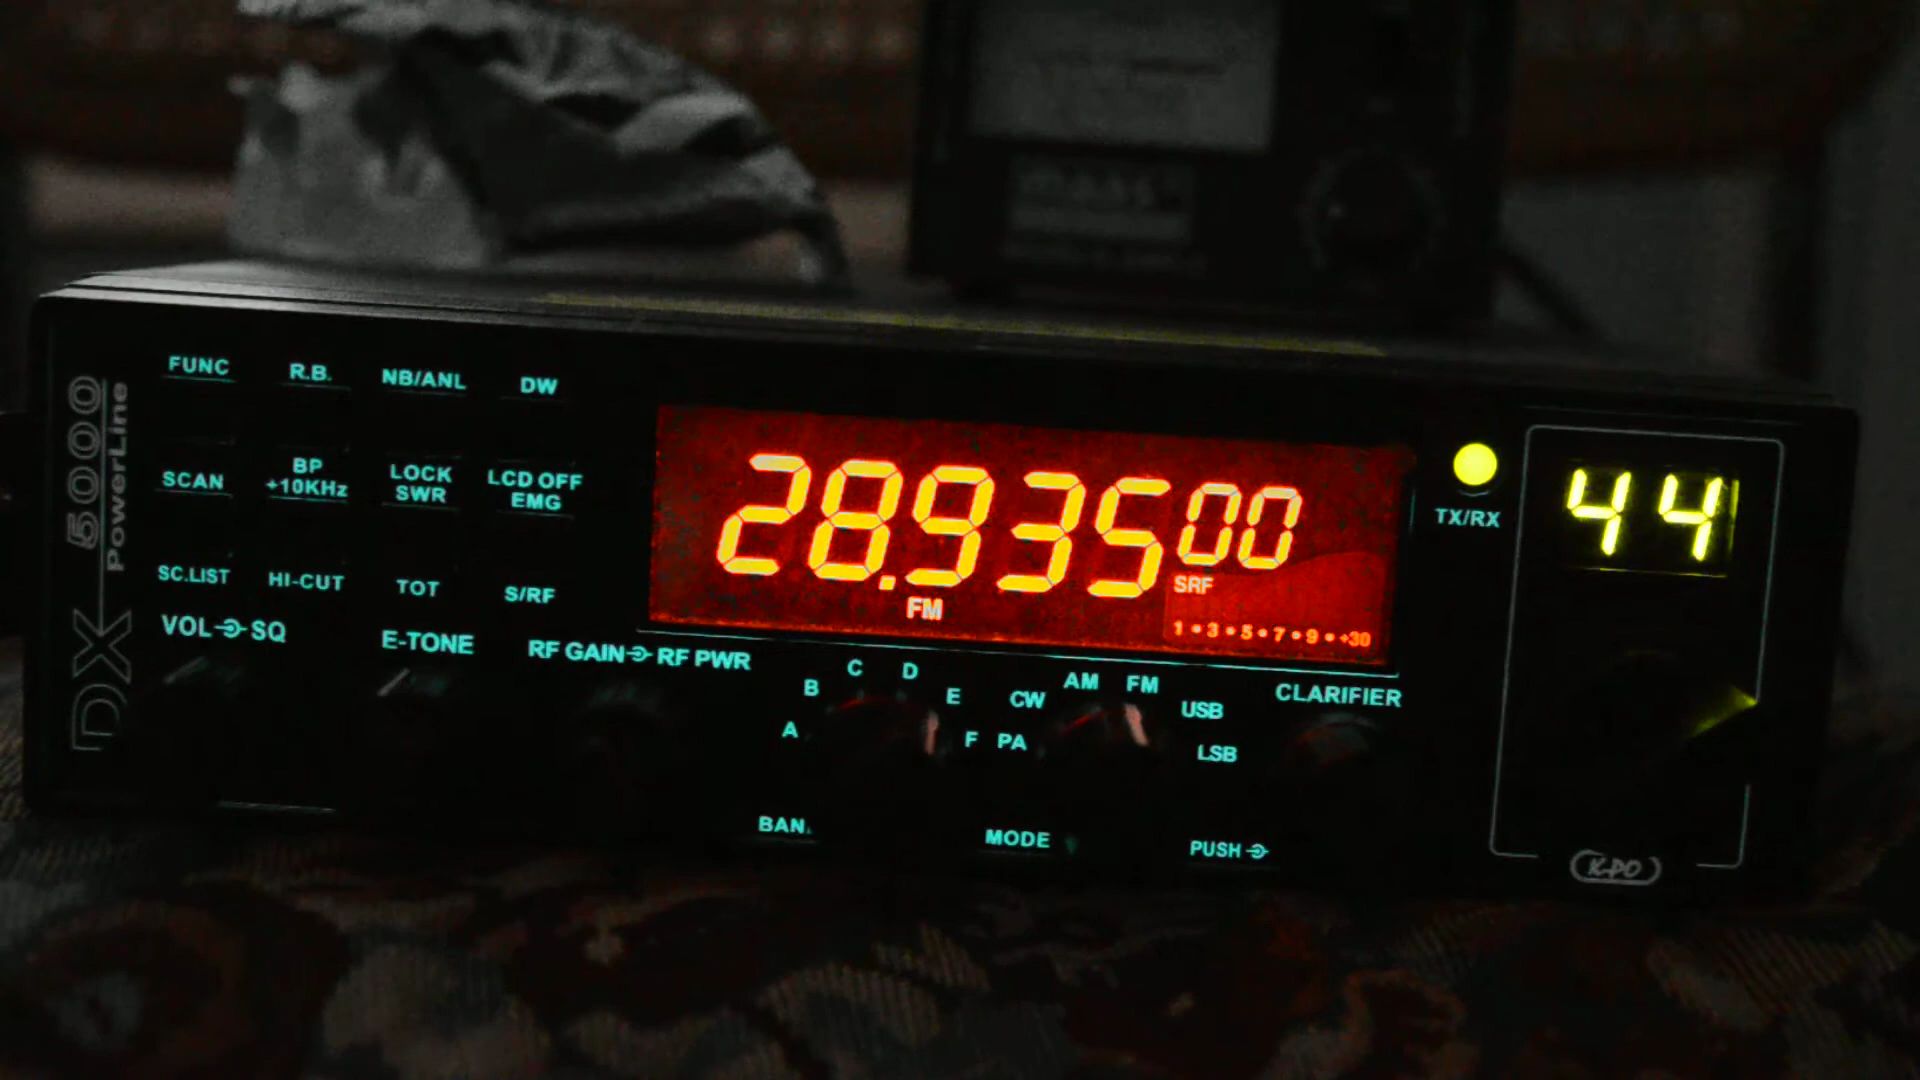 FUNC R.B. NB/ANL DW
SCAN BP +10KHz LOCK SWR LCD OFF EMG
SC.LIST HI-CUT TOT S/RF
VOL SQ E-TONE RF GAIN RF PWR
DX 5000
PowerLine
28.93500
FM
SRF
1•3•5•7•9•+30
TX/RX
44
A B C D E F
PA CW AM FM USB LSB
CLARIFIER
BAN.
MODE
PUSH
K-PO